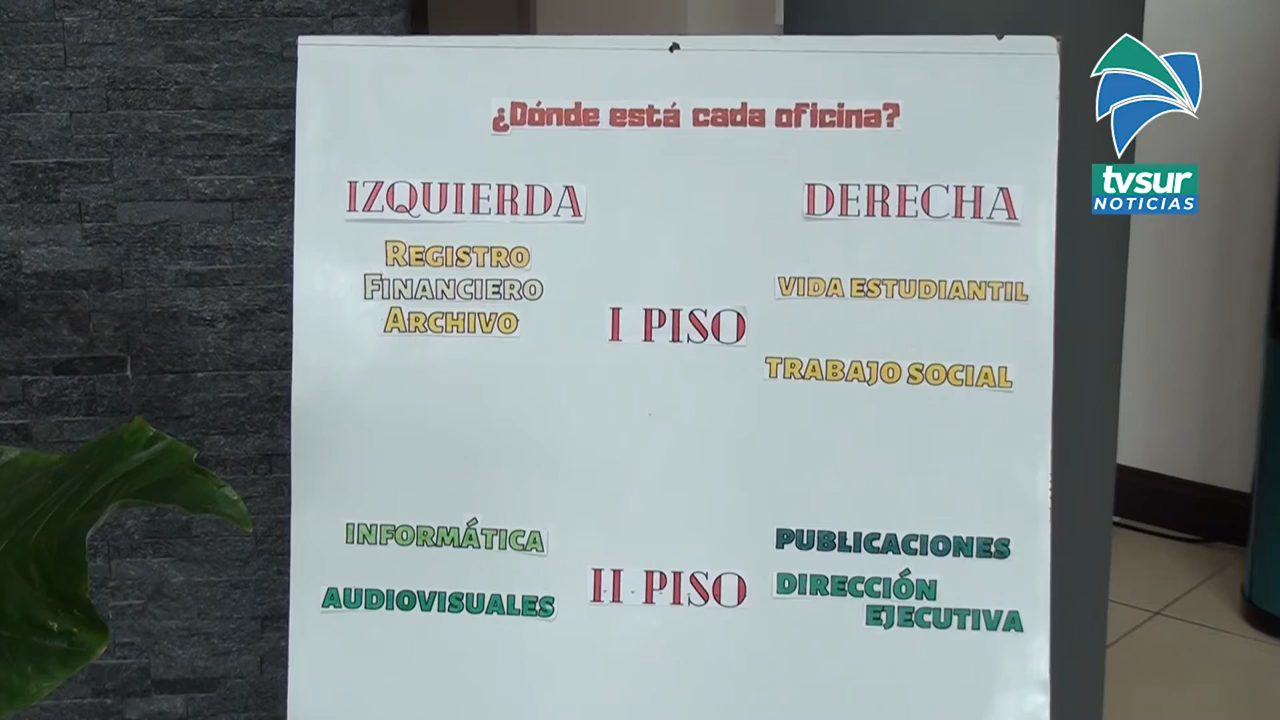 ¿Dónde está cada oficina?
IZQUIERDA
DERECHA
REGISTRO
FINANCIERO
ARCHIVO
I PISO
VIDA ESTUDIANTIL
TRABAJO SOCIAL
INFORMÁTICA
AUDIOVISUALES
II PISO
PUBLICACIONES
DIRECCIÓN
EJECUTIVA
tvsur
NOTICIAS